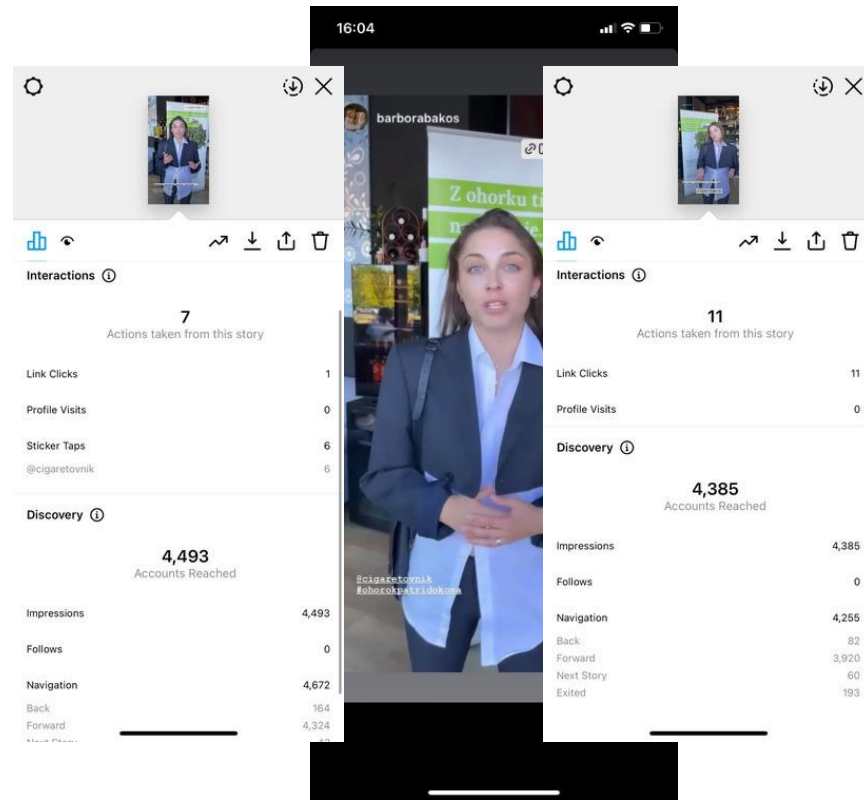 Interactions
7
Actions taken from this story
Link Clicks 1
Profile Visits 0
Sticker Taps 6
@cigaretovnik 6
Discovery
4,493
Accounts Reached
Impressions 4,493
Follows 0
Navigation 4,672
Back 164
Forward 4,324
16:04
barborabakos
Z ohorku
@cigaretovnik
#ohorokpatridokosa
Interactions
11
Actions taken from this story
Link Clicks 11
Profile Visits 0
Discovery
4,385
Accounts Reached
Impressions 4,385
Follows 0
Navigation 4,255
Back 82
Forward 3,920
Next Story 60
Exited 193